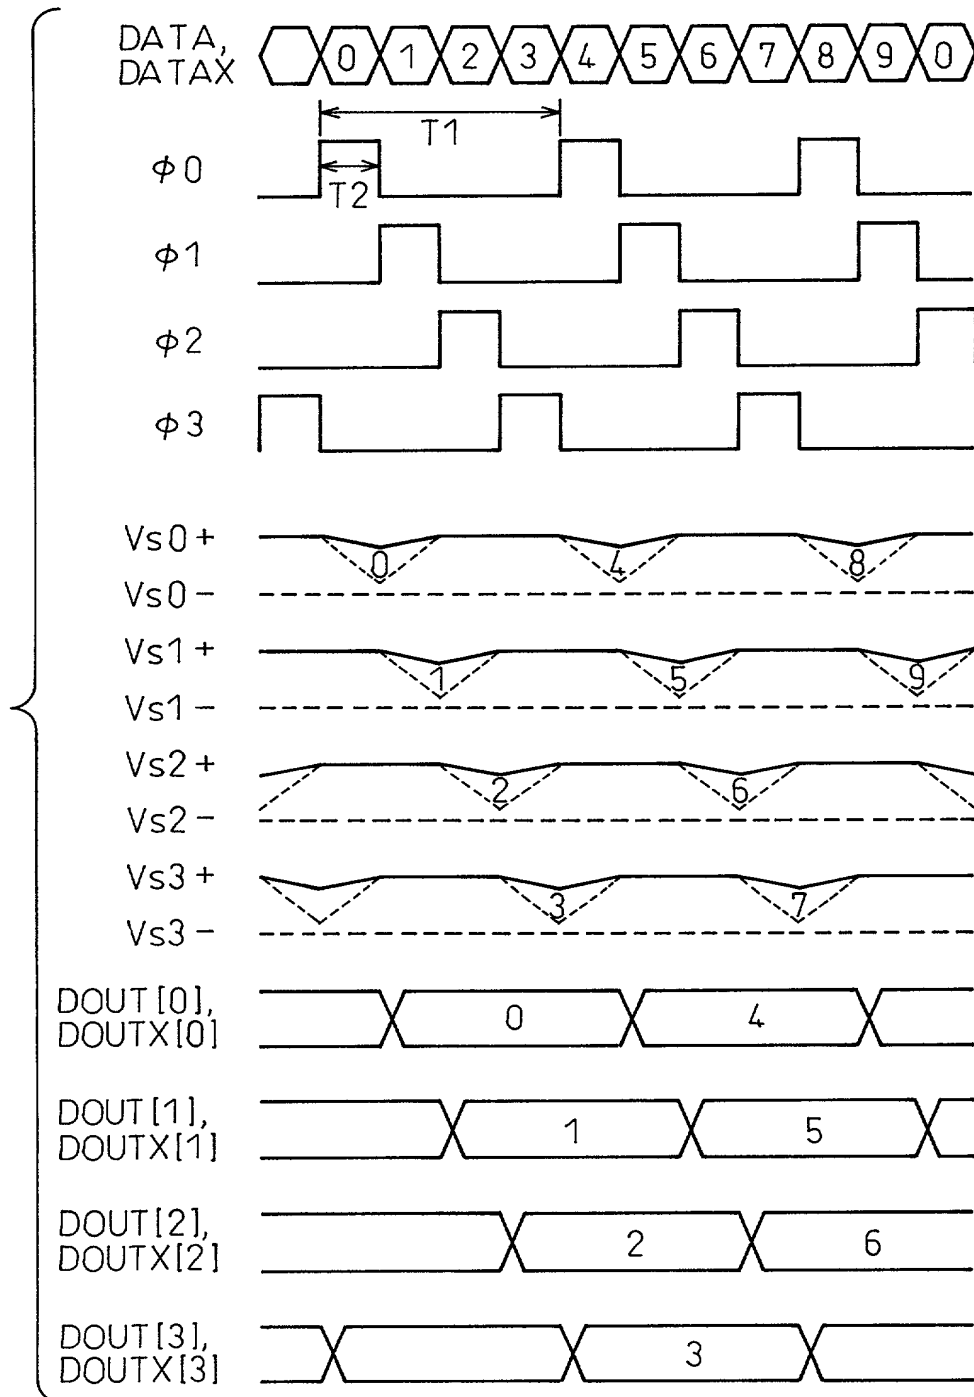 DATA,
DATAX
0 1 2 3 4 5 6 7 8 9 0
T1
T2
ϕ0
ϕ1
ϕ2
ϕ3
Vs0+
0 4 8
Vs0-
Vs1+
1 5 9
Vs1-
Vs2+
2 6
Vs2-
Vs3+
3 7
Vs3-
DOUT[0],
DOUTX[0]
0 4
DOUT[1],
DOUTX[1]
1 5
DOUT[2],
DOUTX[2]
2 6
DOUT[3],
DOUTX[3]
3